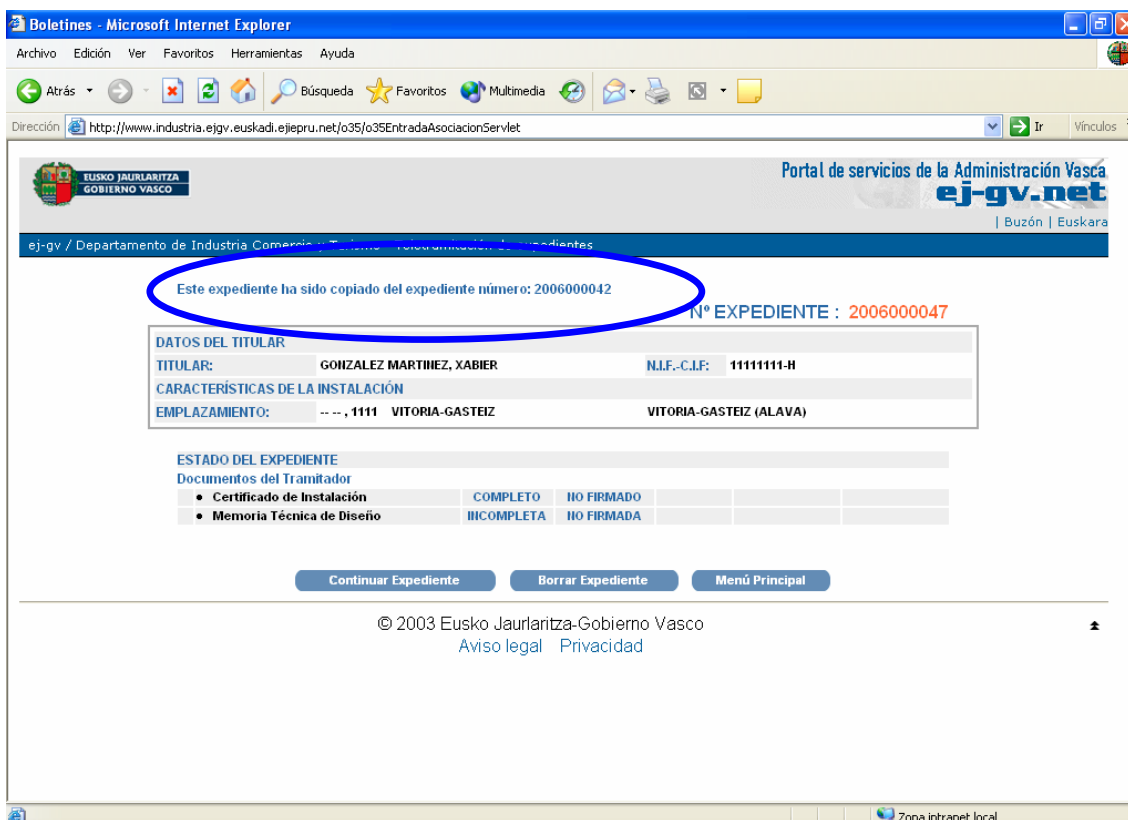 Boletines - Microsoft Internet Explorer
Archivo Edición Ver Favoritos Herramientas Ayuda
Atrás Búsqueda Favoritos Multimedia
Dirección http://www.industria.ejgv.euskadi.ejiepru.net/o35/o35EntradaAsociacionServlet Ir Vínculos
EUSKO JAURLARITZA
GOBIERNO VASCO
Portal de servicios de la Administración Vasca
ej-gv.net
| Buzón | Euskara
ej-gv / Departamento de Industria Comercio y Turismo - Teletramitación de expedientes
Este expediente ha sido copiado del expediente número: 2006000042
Nº EXPEDIENTE : 2006000047
DATOS DEL TITULAR
TITULAR: GONZALEZ MARTINEZ, XABIER N.I.F.-C.I.F: 11111111-H
CARACTERÍSTICAS DE LA INSTALACIÓN
EMPLAZAMIENTO: -- -- , 1111 VITORIA-GASTEIZ VITORIA-GASTEIZ (ALAVA)
ESTADO DEL EXPEDIENTE
Documentos del Tramitador
• Certificado de Instalación COMPLETO NO FIRMADO
• Memoria Técnica de Diseño INCOMPLETA NO FIRMADA
Continuar Expediente Borrar Expediente Menú Principal
© 2003 Eusko Jaurlaritza-Gobierno Vasco
Aviso legal Privacidad
Zona intranet local